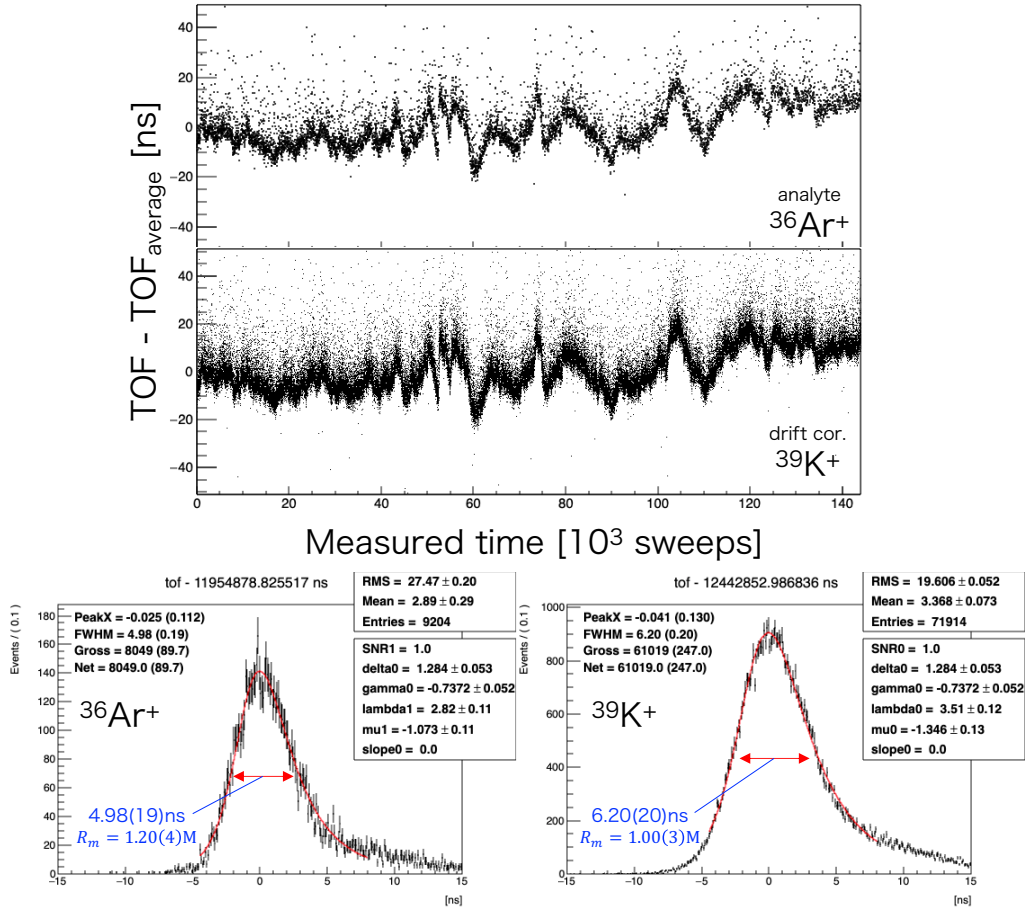 TOF - TOFaverage [ns]
40
20
0
−20
−40
analyte
36Ar+
40
20
0
−20
−40
drift cor.
39K+
0 20 40 60 80 100 120 140
Measured time [10³ sweeps]
tof - 11954878.825517 ns
Events / ( 0.1 )
180
160
140
120
100
80
60
40
20
0
PeakX = -0.025 (0.112)
FWHM = 4.98 (0.19)
Gross = 8049 (89.7)
Net = 8049.0 (89.7)
RMS = 27.47 ± 0.20
Mean = 2.89 ± 0.29
Entries = 9204
SNR1 = 1.0
delta0 = 1.284 ± 0.053
gamma0 = -0.7372 ± 0.052
lambda1 = 2.82 ± 0.11
mu1 = -1.073 ± 0.11
slope0 = 0.0
36Ar+
4.98(19)ns
Rm = 1.20(4)M
−15 −10 −5 0 5 10 15
[ns]
tof - 12442852.986836 ns
Events / ( 0.1 )
1000
800
600
400
200
0
PeakX = -0.041 (0.130)
FWHM = 6.20 (0.20)
Gross = 61019 (247.0)
Net = 61019.0 (247.0)
RMS = 19.606 ± 0.052
Mean = 3.368 ± 0.073
Entries = 71914
SNR0 = 1.0
delta0 = 1.284 ± 0.053
gamma0 = -0.7372 ± 0.052
lambda0 = 3.51 ± 0.12
mu0 = -1.346 ± 0.13
slope0 = 0.0
39K+
6.20(20)ns
Rm = 1.00(3)M
−15 −10 −5 0 5 10 15
[ns]